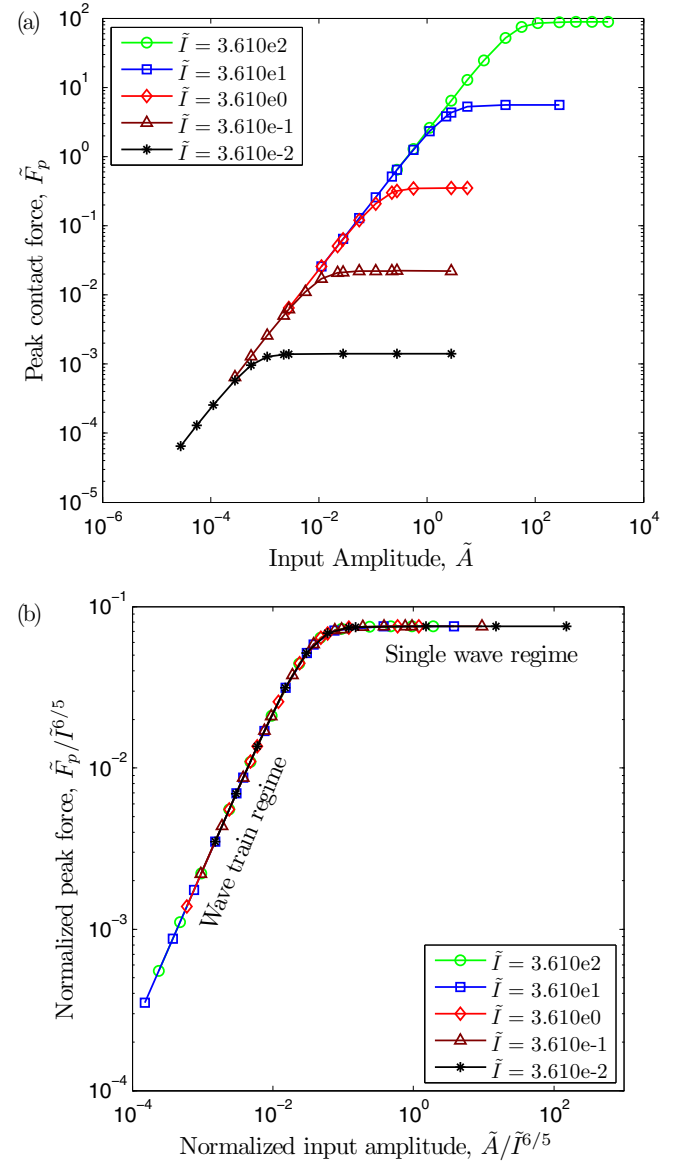 (a)
10^2
10^1
10^0
10^-1
10^-2
10^-3
10^-4
10^-5
Peak contact force, F̃_p
Ĩ = 3.610e2
Ĩ = 3.610e1
Ĩ = 3.610e0
Ĩ = 3.610e-1
Ĩ = 3.610e-2
10^-6 10^-4 10^-2 10^0 10^2 10^4
Input Amplitude, Ã
(b)
10^-1
10^-2
10^-3
10^-4
Normalized peak force, F̃_p/Ĩ^6/5
Single wave regime
Wave train regime
Ĩ = 3.610e2
Ĩ = 3.610e1
Ĩ = 3.610e0
Ĩ = 3.610e-1
Ĩ = 3.610e-2
10^-4 10^-2 10^0 10^2
Normalized input amplitude, Ã/Ĩ^6/5